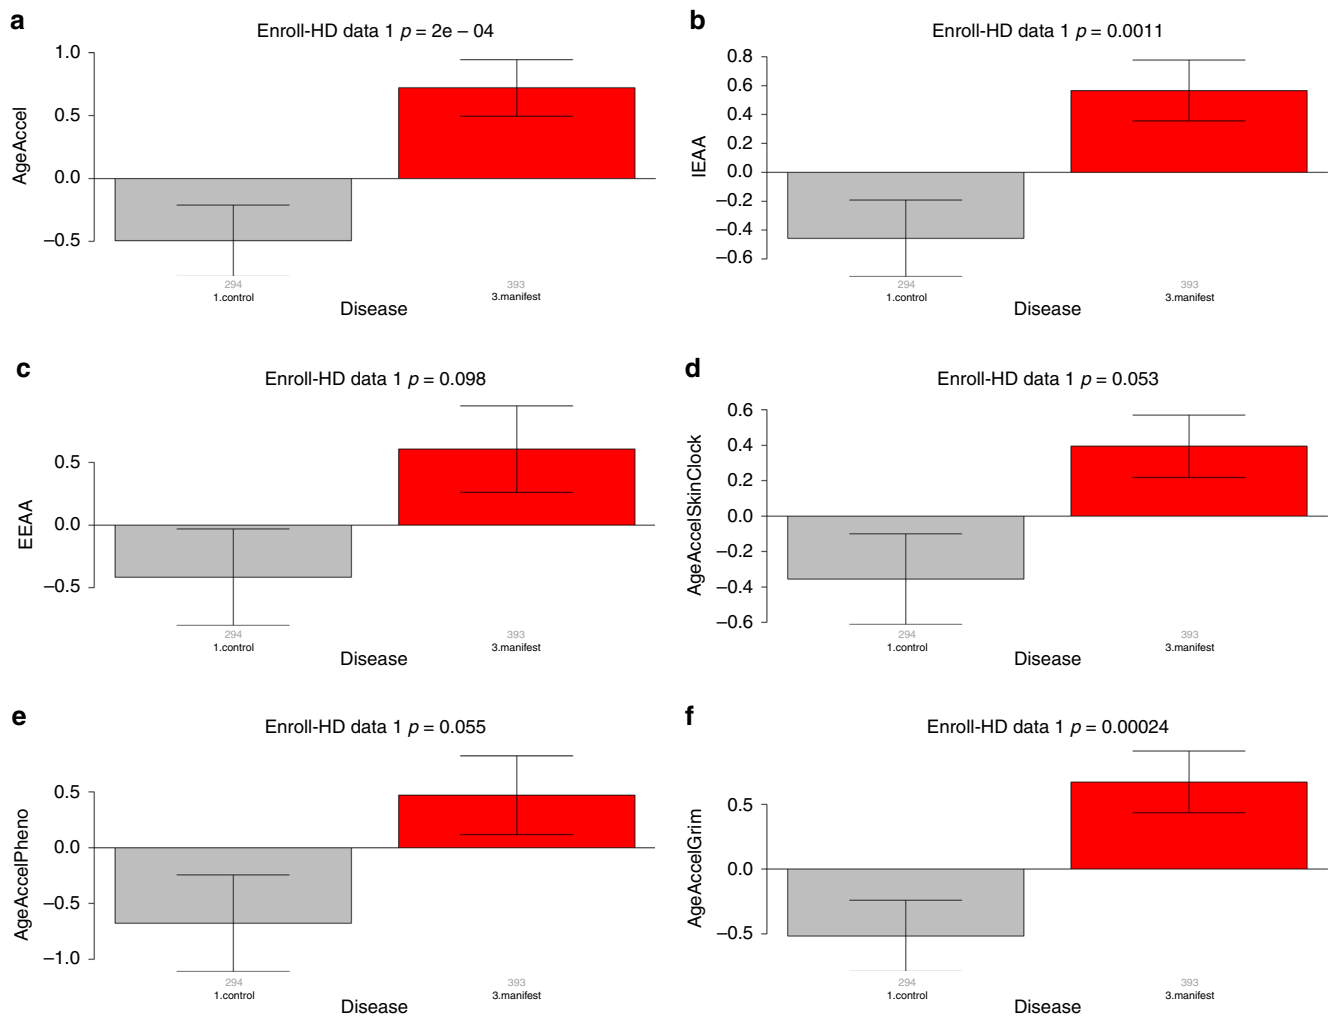 a
Enroll-HD data 1 p = 2e – 04
AgeAccel
1.0
0.5
0.0
–0.5
294
393
1.control
3.manifest
Disease
b
Enroll-HD data 1 p = 0.0011
IEAA
0.8
0.6
0.4
0.2
0.0
–0.2
–0.4
–0.6
294
393
1.control
3.manifest
Disease
c
Enroll-HD data 1 p = 0.098
EEAA
0.5
0.0
–0.5
294
393
1.control
3.manifest
Disease
d
Enroll-HD data 1 p = 0.053
AgeAccelSkinClock
0.6
0.4
0.2
0.0
–0.2
–0.4
–0.6
294
393
1.control
3.manifest
Disease
e
Enroll-HD data 1 p = 0.055
AgeAccelPheno
0.5
0.0
–0.5
–1.0
294
393
1.control
3.manifest
Disease
f
Enroll-HD data 1 p = 0.00024
AgeAccelGrim
0.5
0.0
–0.5
294
393
1.control
3.manifest
Disease